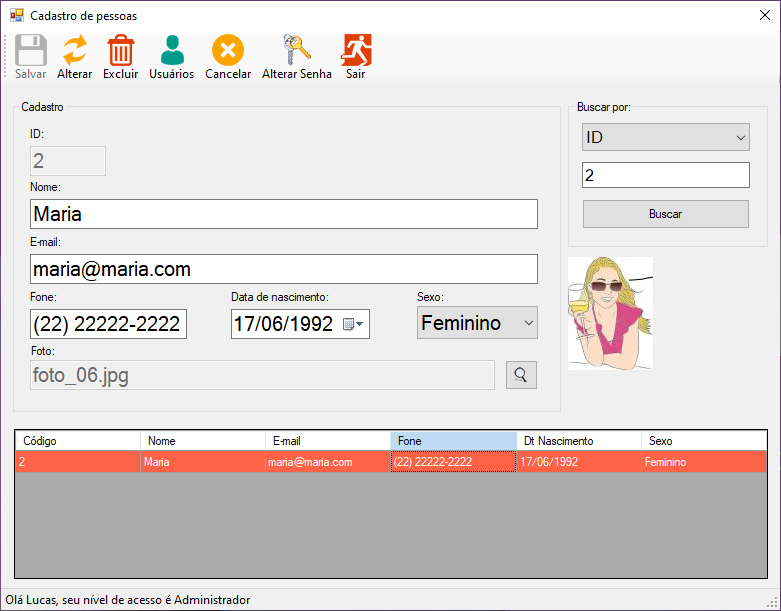 Cadastro de pessoas
Salvar Alterar Excluir Usuários Cancelar Alterar Senha Sair
Cadastro
ID:
2
Nome:
Maria
E-mail:
maria@maria.com
Fone: Data de nascimento: Sexo:
(22) 22222-2222 17/06/1992 Feminino
Foto:
foto_06.jpg
Buscar por:
ID
2
Buscar
Código Nome E-mail Fone Dt Nascimento Sexo
2 Maria maria@maria.com (22) 22222-2222 17/06/1992 Feminino
Olá Lucas, seu nível de acesso é Administrador